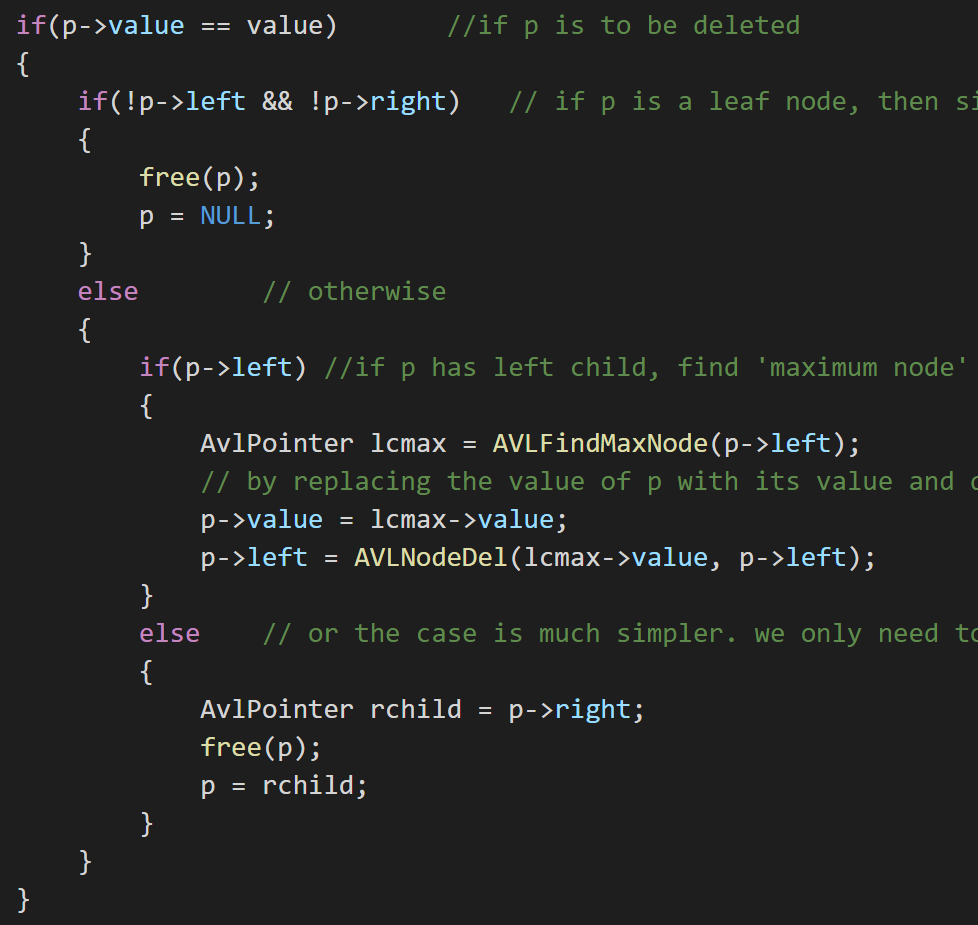 if(p->value == value)       //if p is to be deleted
{
    if(!p->left && !p->right)   // if p is a leaf node, then
    {
        free(p);
        p = NULL;
    }
    else        // otherwise
    {
        if(p->left) //if p has left child, find 'maximum node'
        {
            AvlPointer lcmax = AVLFindMaxNode(p->left);
            // by replacing the value of p with its value and
            p->value = lcmax->value;
            p->left = AVLNodeDel(lcmax->value, p->left);
        }
        else    // or the case is much simpler. we only need to
        {
            AvlPointer rchild = p->right;
            free(p);
            p = rchild;
        }
    }
}